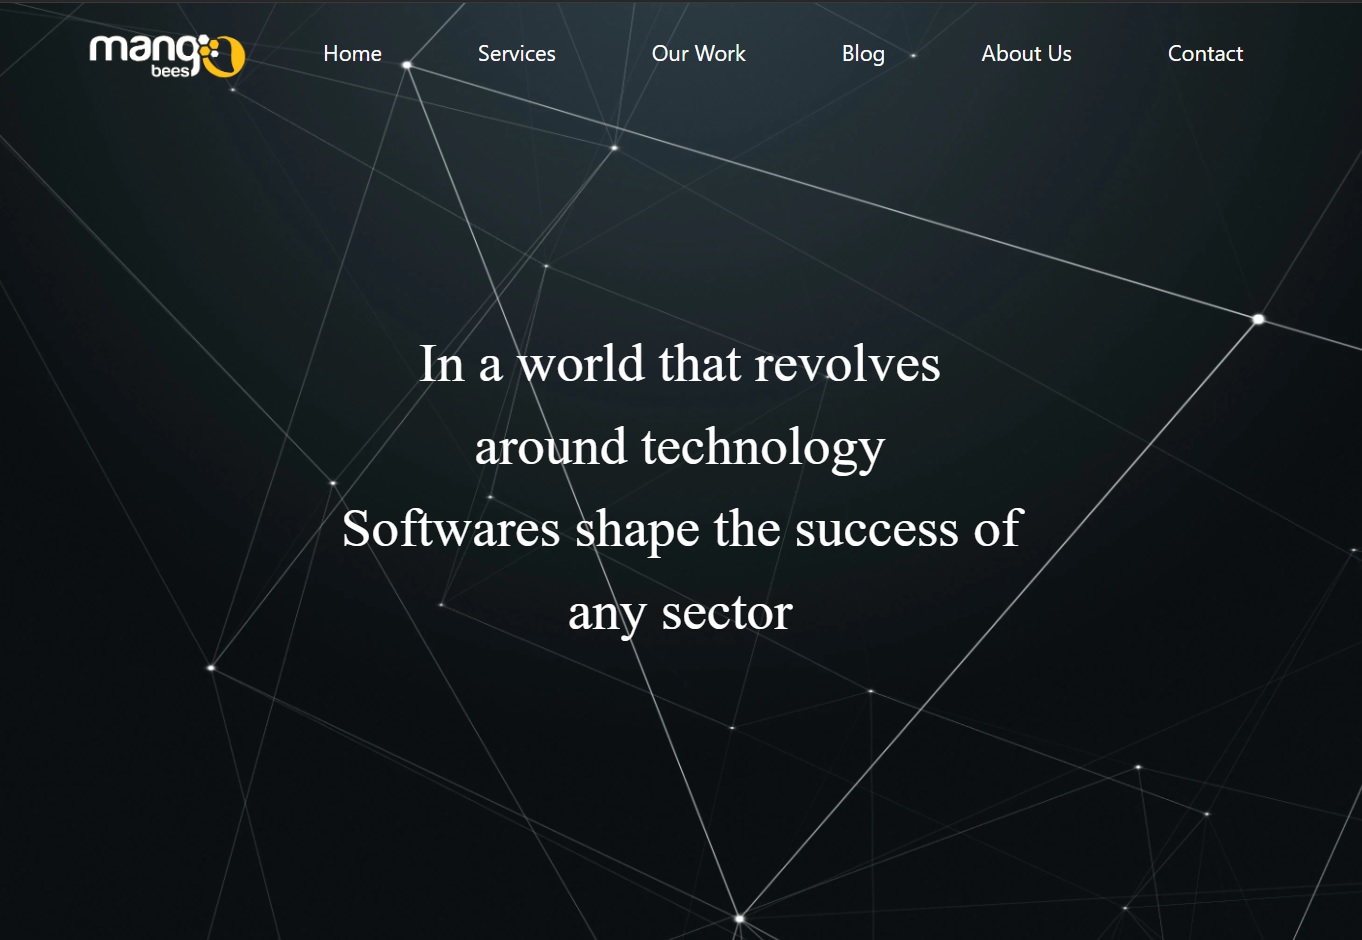 mango
bees
Home Services Our Work Blog About Us Contact
In a world that revolves
around technology
Softwares shape the success of
any sector